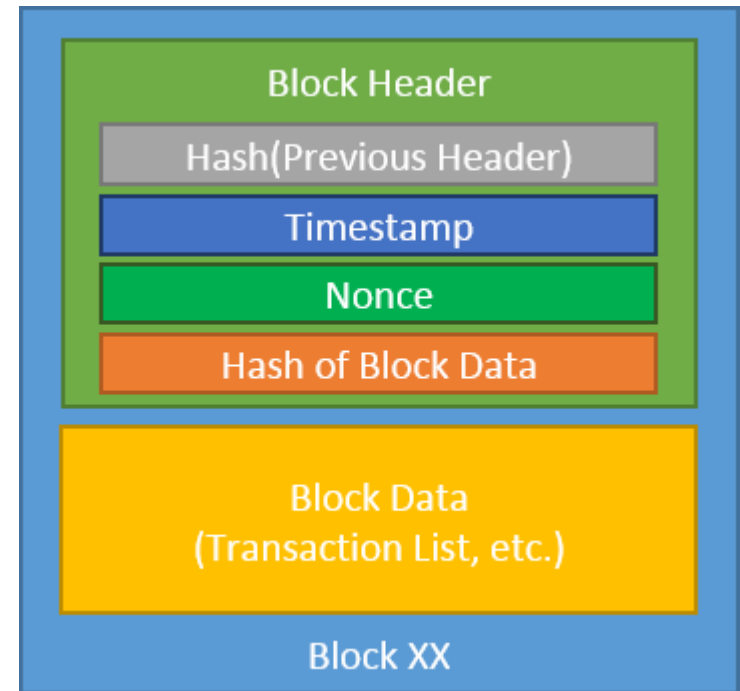 Block Header
Hash(Previous Header)
Timestamp
Nonce
Hash of Block Data
Block Data
(Transaction List, etc.)
Block XX